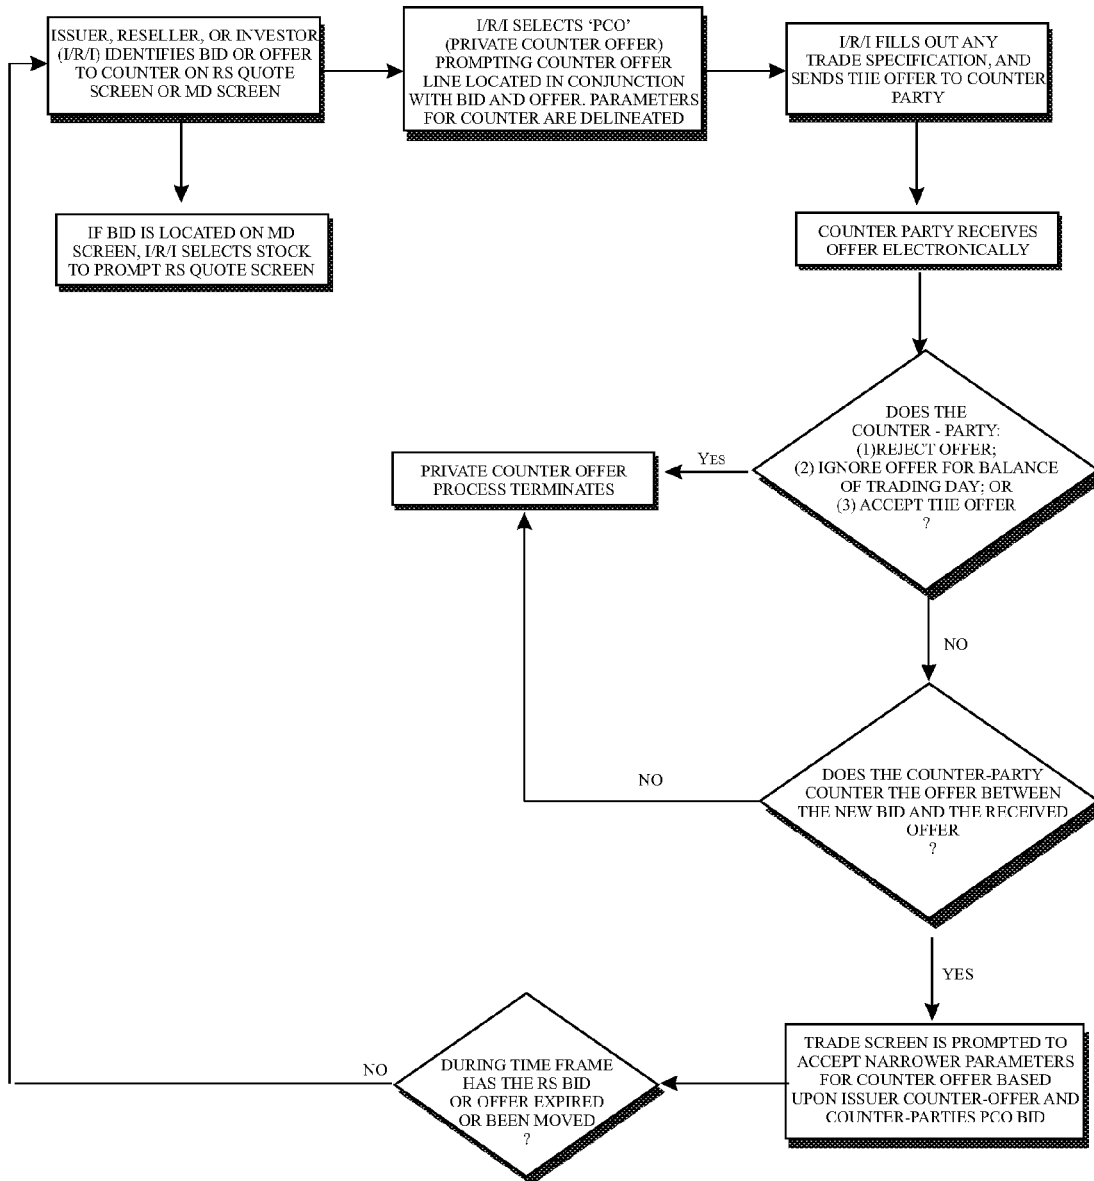 ISSUER, RESELLER, OR INVESTOR
(I/R/I) IDENTIFIES BID OR OFFER
TO COUNTER ON RS QUOTE
SCREEN OR MD SCREEN
I/R/I SELECTS ‘PCO’
(PRIVATE COUNTER OFFER)
PROMPTING COUNTER OFFER
LINE LOCATED IN CONJUNCTION
WITH BID AND OFFER. PARAMETERS
FOR COUNTER ARE DELINEATED
I/R/I FILLS OUT ANY
TRADE SPECIFICATION, AND
SENDS THE OFFER TO COUNTER
PARTY
IF BID IS LOCATED ON MD
SCREEN, I/R/I SELECTS STOCK
TO PROMPT RS QUOTE SCREEN
COUNTER PARTY RECEIVES
OFFER ELECTRONICALLY
DOES THE
COUNTER - PARTY:
(1)REJECT OFFER;
(2) IGNORE OFFER FOR BALANCE
OF TRADING DAY; OR
(3) ACCEPT THE OFFER
?
YES
PRIVATE COUNTER OFFER
PROCESS TERMINATES
NO
DOES THE COUNTER-PARTY
COUNTER THE OFFER BETWEEN
THE NEW BID AND THE RECEIVED
OFFER
?
NO
YES
TRADE SCREEN IS PROMPTED TO
ACCEPT NARROWER PARAMETERS
FOR COUNTER OFFER BASED
UPON ISSUER COUNTER-OFFER AND
COUNTER-PARTIES PCO BID
DURING TIME FRAME
HAS THE RS BID
OR OFFER EXPIRED
OR BEEN MOVED
?
NO